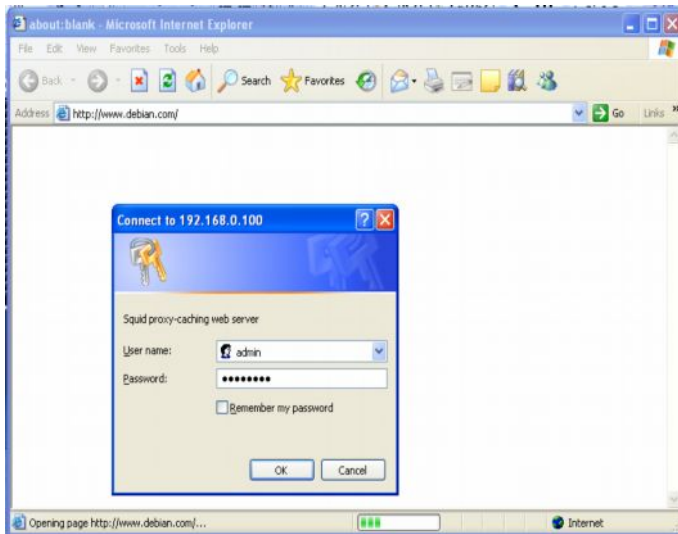 about:blank - Microsoft Internet Explorer
File Edit View Favorites Tools Help
Back Search Favorites
Address http://www.debian.com/ Go Links »
Connect to 192.168.0.100
Squid proxy-caching web server
User name: admin
Password: ••••••••
Remember my password
OK Cancel
Opening page http://www.debian.com/... Internet